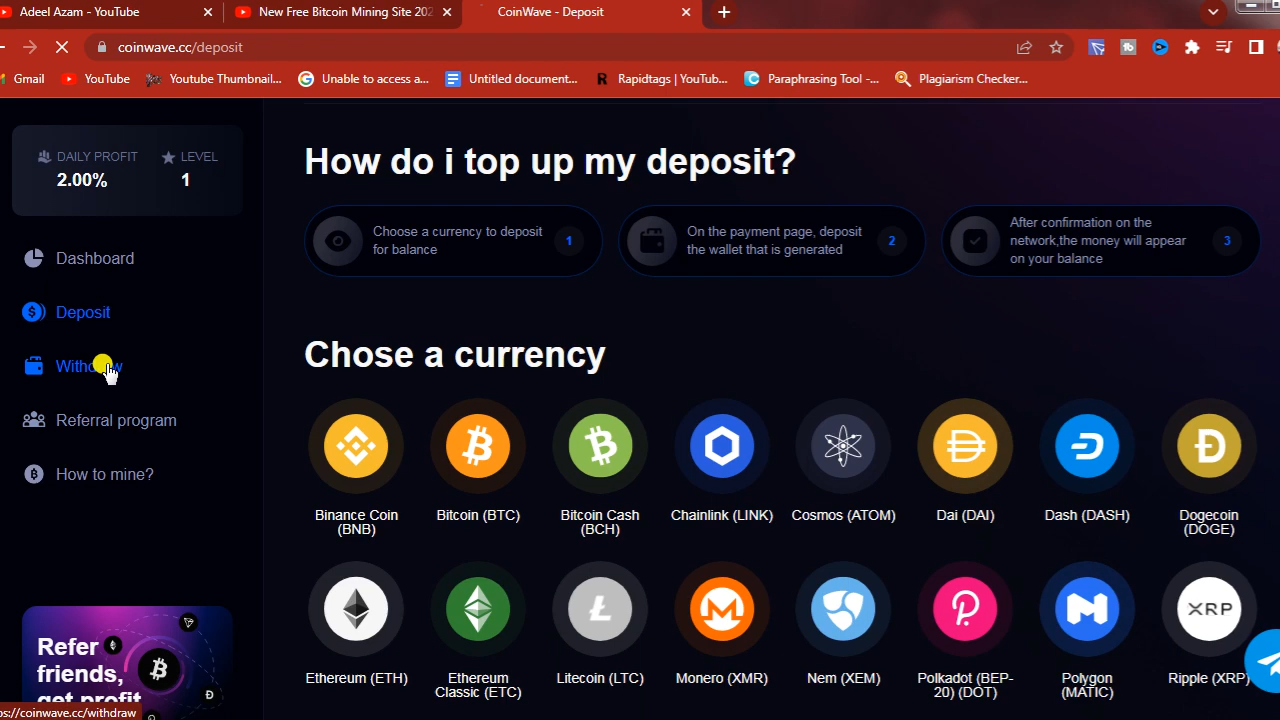 Adeel Azam - YouTube
New Free Bitcoin Mining Site 202
CoinWave - Deposit
coinwave.cc/deposit
Gmail
YouTube
Youtube Thumbnail...
Unable to access a...
Untitled document...
Rapidtags | YouTub...
Paraphrasing Tool -...
Plagiarism Checker...
DAILY PROFIT
LEVEL
2.00%
1
Dashboard
Deposit
Withdraw
Referral program
How to mine?
Refer
friends,
get profit
ps://coinwave.cc/withdraw
How do i top up my deposit?
Choose a currency to deposit
for balance
1
On the payment page, deposit
the wallet that is generated
2
After confirmation on the
network,the money will appear
on your balance
3
Chose a currency
Binance Coin
(BNB)
Bitcoin (BTC)
Bitcoin Cash
(BCH)
Chainlink (LINK)
Cosmos (ATOM)
Dai (DAI)
Dash (DASH)
Dogecoin
(DOGE)
XRP
Ethereum (ETH)
Ethereum
Classic (ETC)
Litecoin (LTC)
Monero (XMR)
Nem (XEM)
Polkadot (BEP-
20) (DOT)
Polygon
(MATIC)
Ripple (XRP)